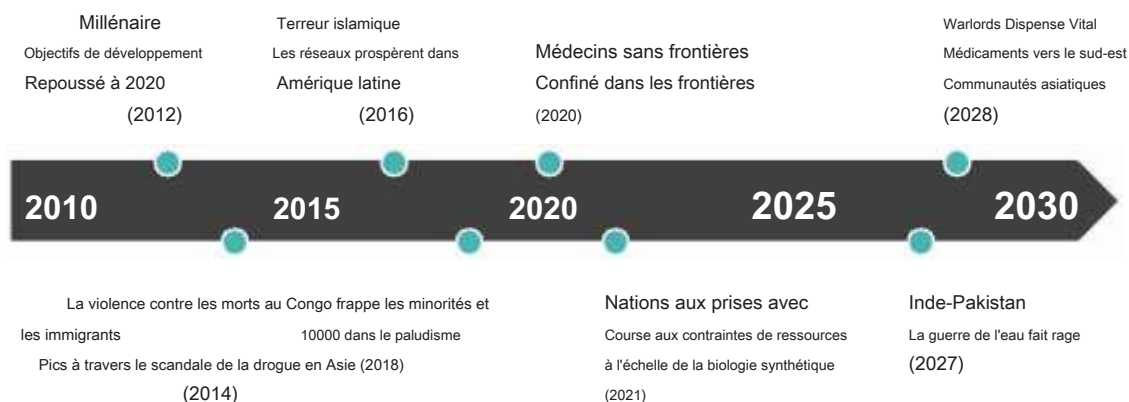 Millénaire
Objectifs de développement
Repoussé à 2020
(2012)
Terreur islamique
Les réseaux prospèrent dans
Amérique latine
(2016)
Médecins sans frontières
Confiné dans les frontières
(2020)
Warlords Dispense Vital
Médicaments vers le sud-est
Communautés asiatiques
(2028)
2010 2015 2020 2025 2030
La violence contre les morts au Congo frappe les minorités et
les immigrants 10000 dans le paludisme
Pics à travers le scandale de la drogue en Asie (2018)
(2014)
Nations aux prises avec
Course aux contraintes de ressources
à l'échelle de la biologie synthétique
(2021)
Inde-Pakistan
La guerre de l'eau fait rage
(2027)